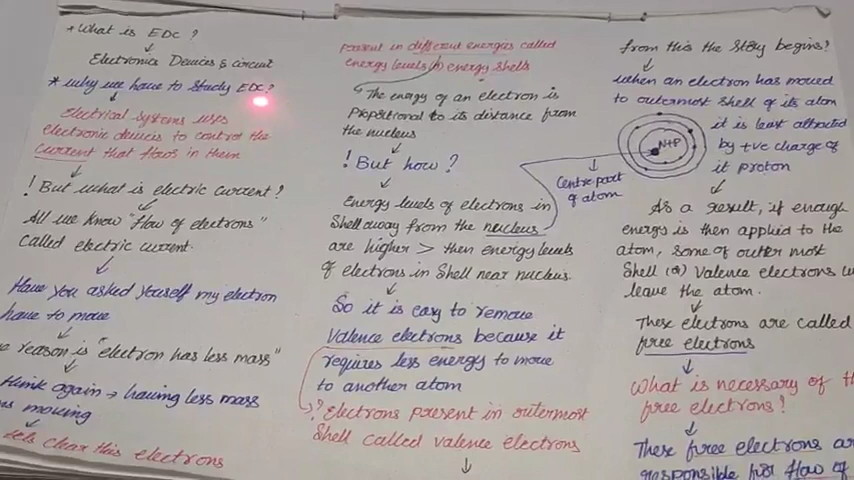 * What is EDC ?
↓
Electronics Devices & circuit
* why we have to study EDC?
↓
Electrical systems uses
electronic devices to control the
current that flows in them
↓
! But what is electric current ?
↓
All we know "flow of electrons"
called electric current.
↓
Have you asked yourself my electron
have to move
↓
reason is "electron has less mass"
↓
think again → having less mass
moving
↓
lets clear this electrons
present in different energies called
energy levels (or) energy shells
↳ The energy of an electron is
propotional to its distance from
the nucleus
↓
! But how ?
↓
Energy levels of electrons in
Shell away from the nucleus
are higher > then energy levels
of electrons in Shell near nucleus.
↓
So it is easy to remove
Valence electrons because it
requires less energy to move
to another atom
? Electrons present in outermost
Shell called valence electrons
↓
from this the story begins?
↓
when an electron has moved
to outermost shell of its atom
it is least attracted
by +ve charge of
it proton
N+P
↓
Centre part
of atom
↓
As a result, if enough
energy is then applied to the
atom, some of outer most
Shell (or) Valence electrons
leave the atom.
↓
These electrons are called
free electrons
↓
What is necessary of
free electrons?
↓
These free electrons
responsible for flow of